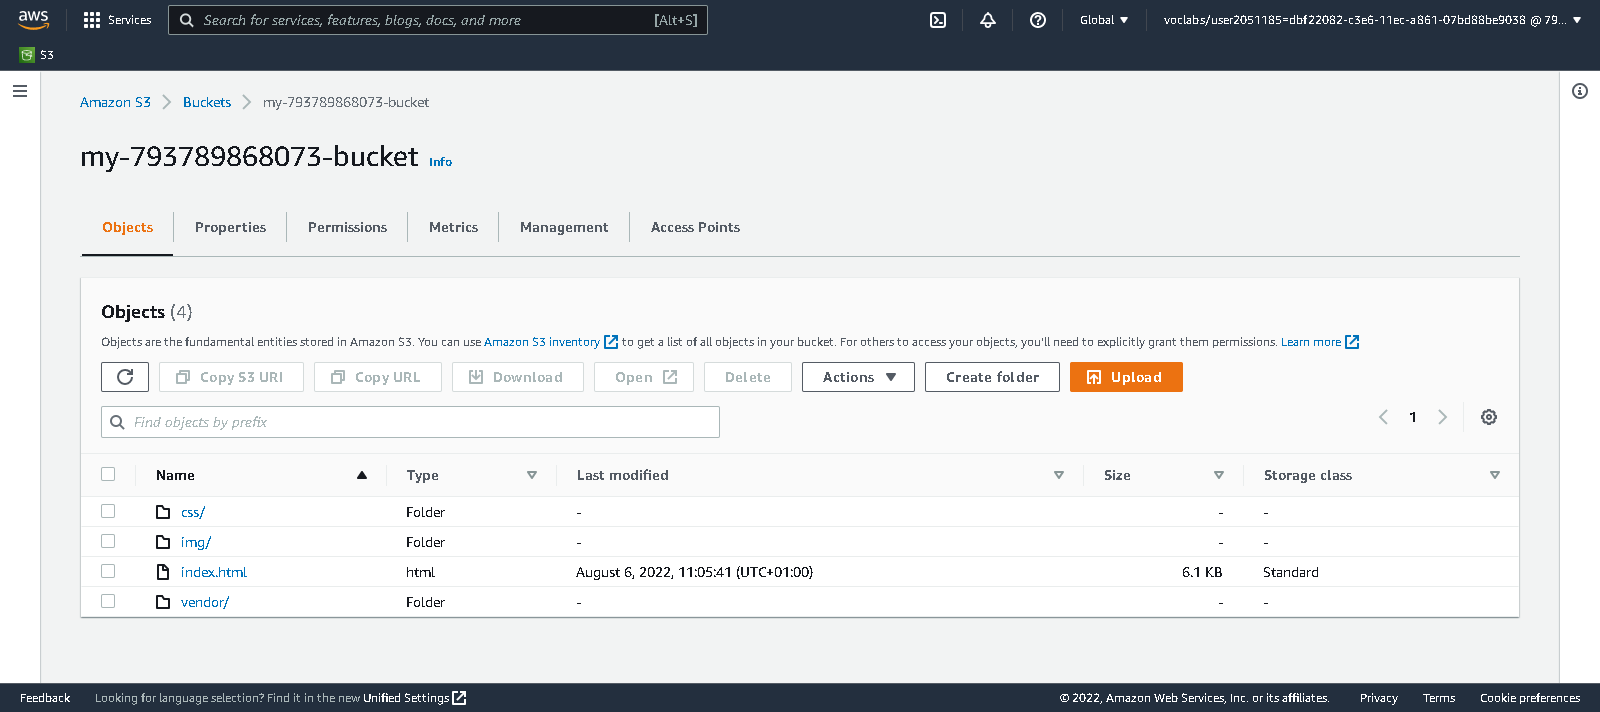 aws Services Search for services, features, blogs, docs, and more [Alt+S] Global voclabs/user2051185=dbf22082-c3e6-11ec-a861-07bd88be9038 @ 79...
S3
Amazon S3 Buckets my-793789868073-bucket
my-793789868073-bucket Info
Objects Properties Permissions Metrics Management Access Points
Objects (4)
Objects are the fundamental entities stored in Amazon S3. You can use Amazon S3 inventory to get a list of all objects in your bucket. For others to access your objects, you'll need to explicitly grant them permissions. Learn more
Copy S3 URI Copy URL Download Open Delete Actions Create folder Upload
Find objects by prefix 1
Name Type Last modified Size Storage class
css/ Folder - - -
img/ Folder - - -
index.html html August 6, 2022, 11:05:41 (UTC+01:00) 6.1 KB Standard
vendor/ Folder - - -
Feedback Looking for language selection? Find it in the new Unified Settings © 2022, Amazon Web Services, Inc. or its affiliates. Privacy Terms Cookie preferences